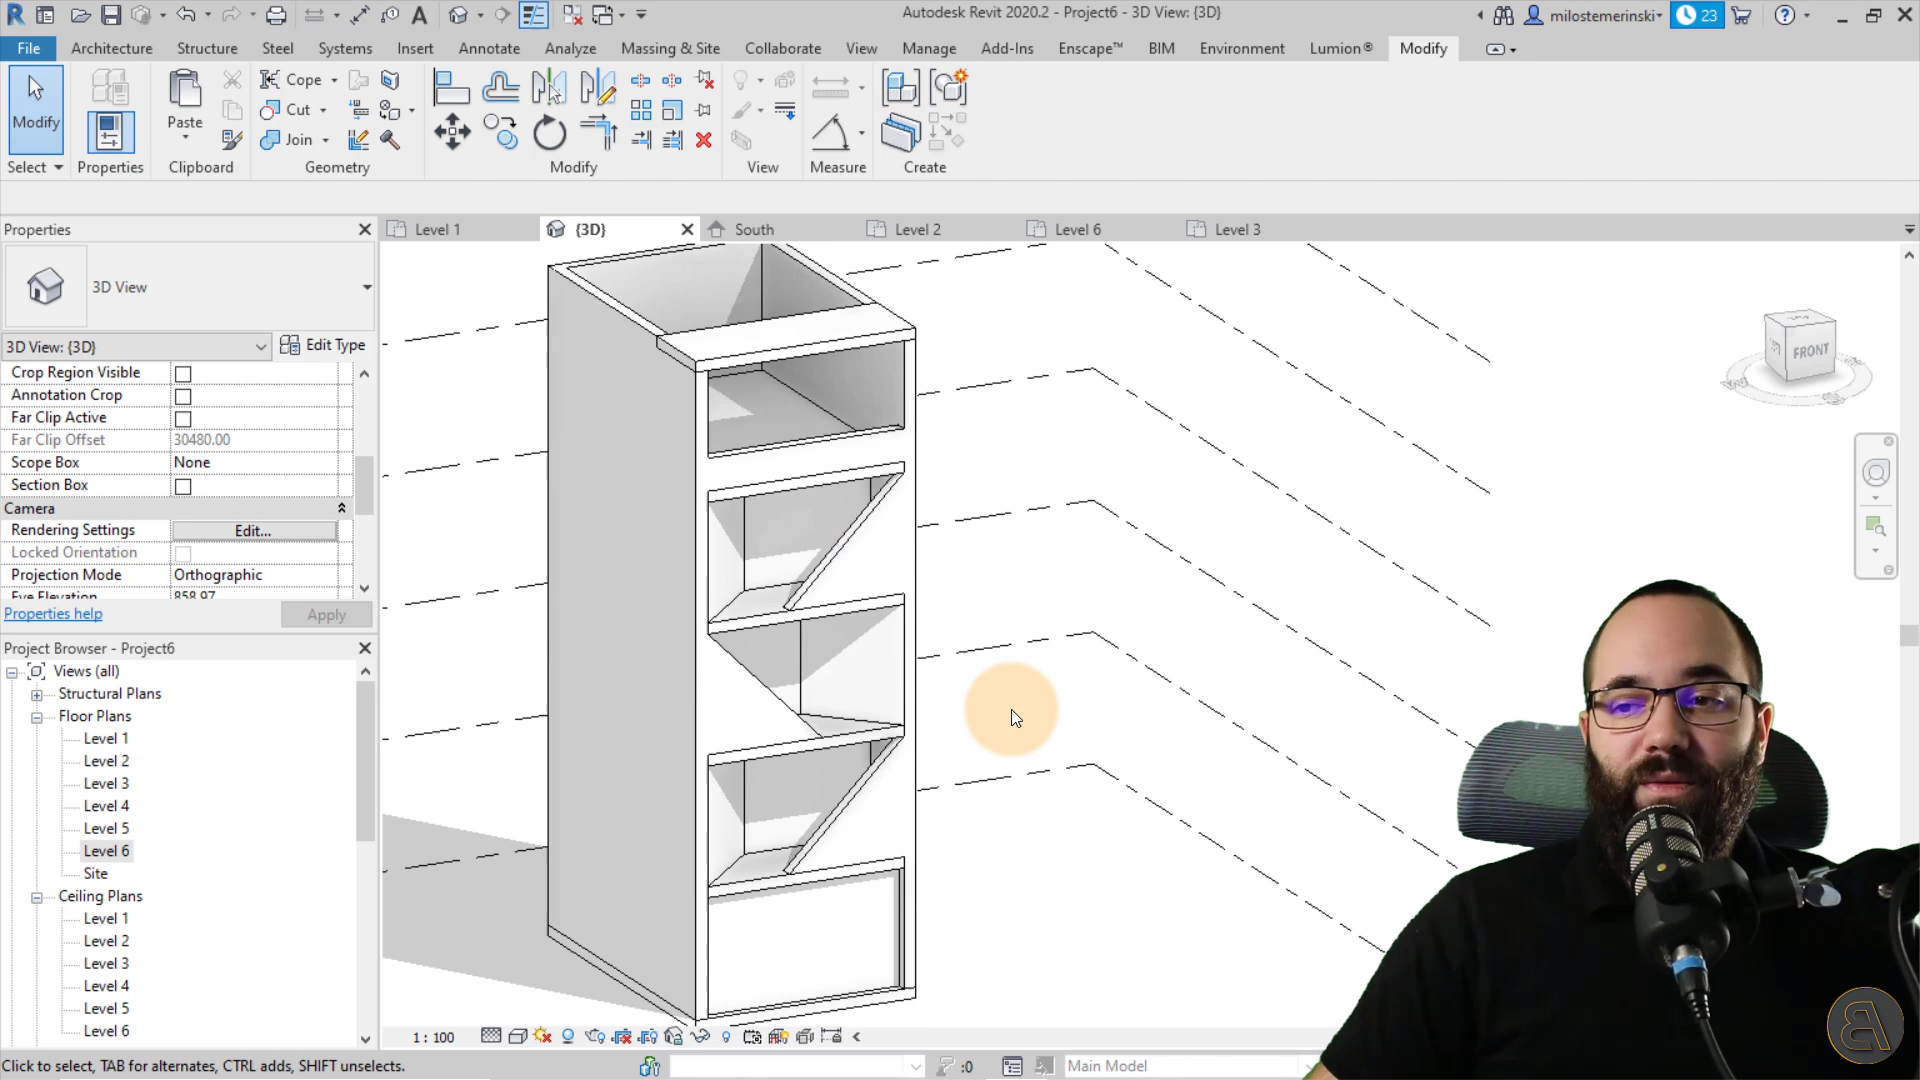 Autodesk Revit 2020.2 - Project6 - 3D View: {3D}
milostemerinski
23
File Architecture Structure Steel Systems Insert Annotate Analyze Massing & Site Collaborate View Manage Add-Ins Enscape™ BIM Environment Lumion® Modify
Modify
Paste
Cope
Cut
Join
Select Properties Clipboard Geometry Modify View Measure Create
Properties
Level 1 {3D} South Level 2 Level 6 Level 3
3D View
3D View: {3D} Edit Type
Crop Region Visible
Annotation Crop
Far Clip Active
Far Clip Offset 30480.00
Scope Box None
Section Box
Camera
Rendering Settings Edit...
Locked Orientation
Projection Mode Orthographic
Eye Elevation 858.97
Properties help Apply
Project Browser - Project6
Views (all)
Structural Plans
Floor Plans
Level 1
Level 2
Level 3
Level 4
Level 5
Level 6
Site
Ceiling Plans
Level 1
Level 2
Level 3
Level 4
Level 5
Level 6
FRONT
1 : 100
Click to select, TAB for alternates, CTRL adds, SHIFT unselects.
:0
Main Model